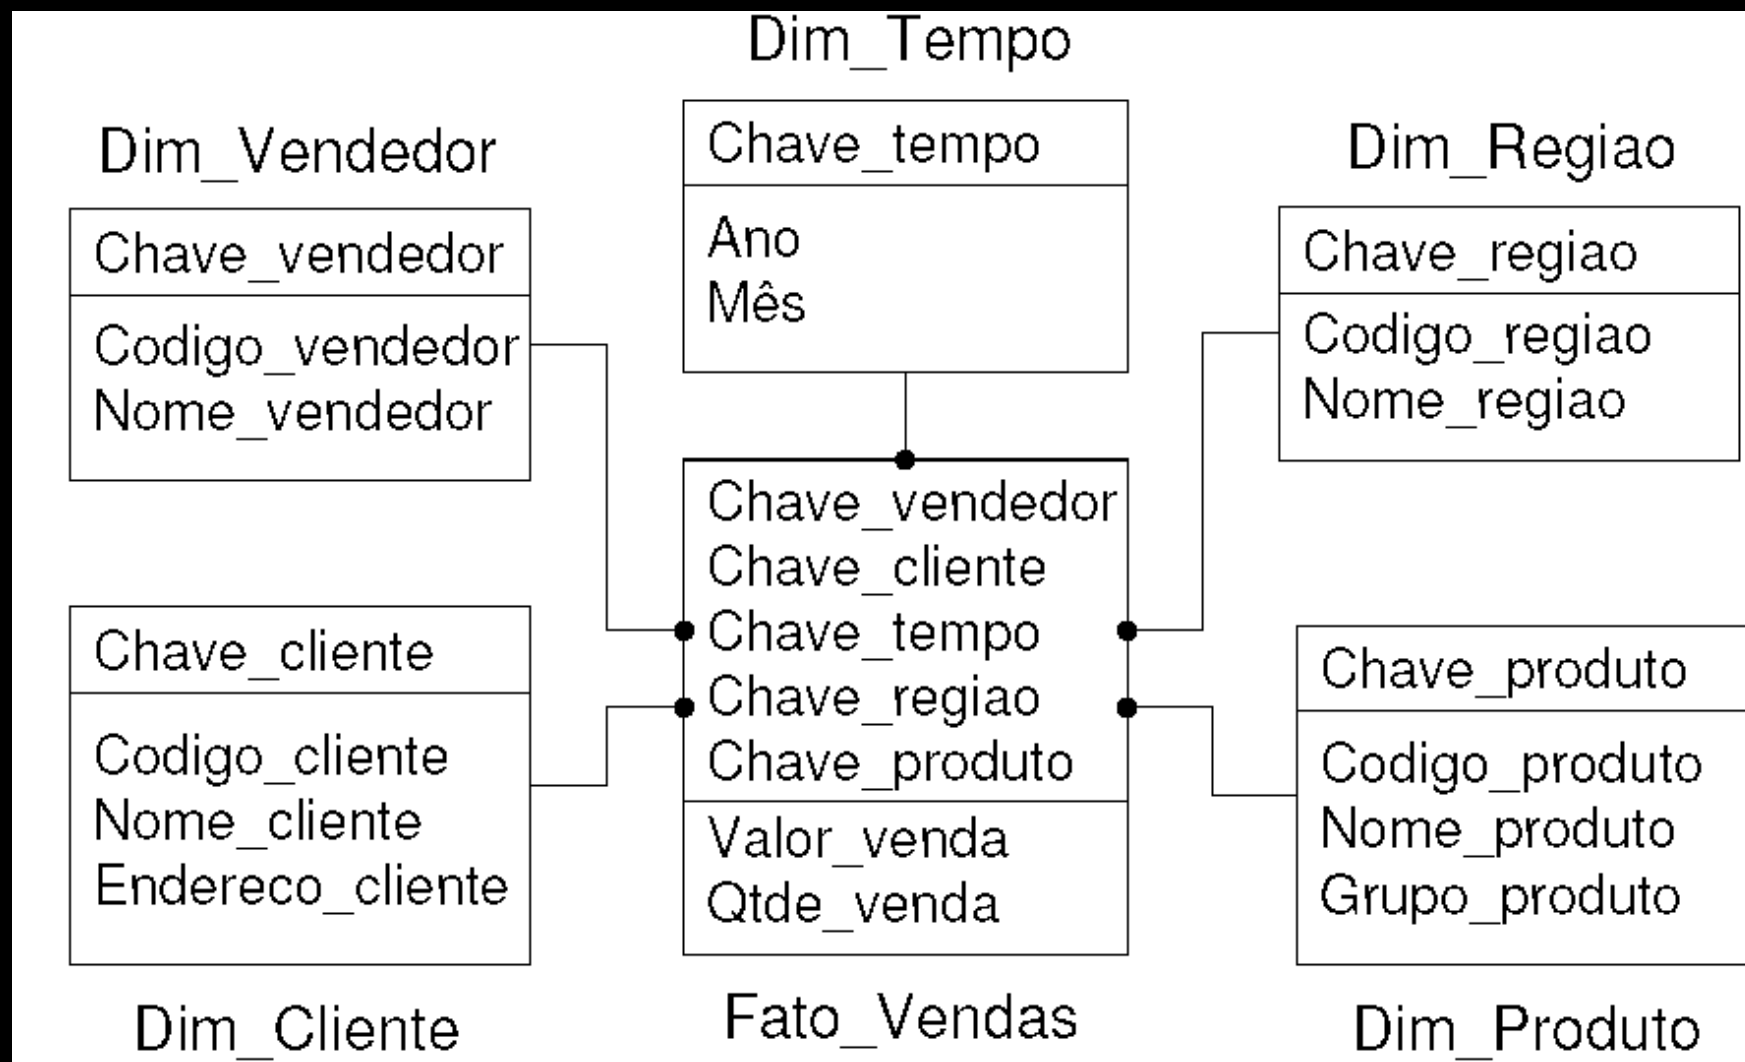 Dim_Tempo
Chave_tempo
Ano
Mês
Dim_Vendedor
Chave_vendedor
Codigo_vendedor
Nome_vendedor
Dim_Regiao
Chave_regiao
Codigo_regiao
Nome_regiao
Chave_vendedor
Chave_cliente
Chave_tempo
Chave_regiao
Chave_produto
Valor_venda
Qtde_venda
Fato_Vendas
Chave_cliente
Codigo_cliente
Nome_cliente
Endereco_cliente
Dim_Cliente
Chave_produto
Codigo_produto
Nome_produto
Grupo_produto
Dim_Produto